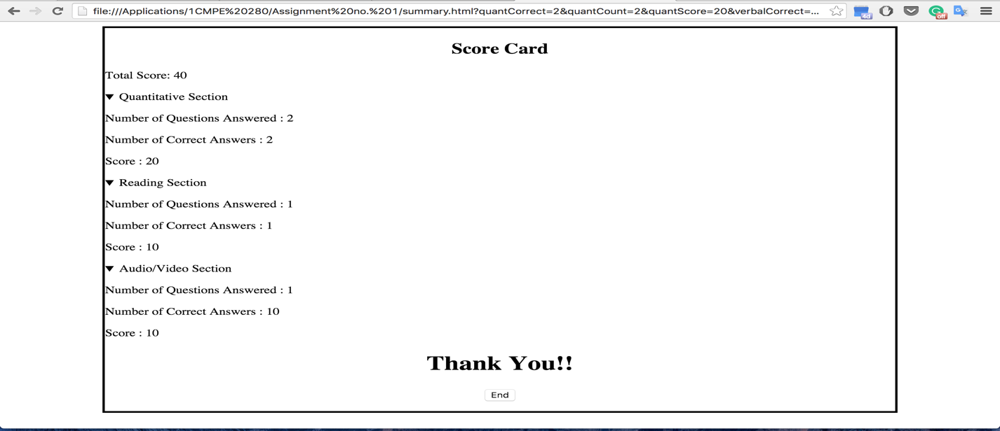 file:///Applications/1CMPE%20280/Assignment%20no.%201/summary.html?quantCorrect=2&quantCount=2&quantScore=20&verbalCorrect=...
4d
off
Score Card
Total Score: 40
▼ Quantitative Section
Number of Questions Answered : 2
Number of Correct Answers : 2
Score : 20
▼ Reading Section
Number of Questions Answered : 1
Number of Correct Answers : 1
Score : 10
▼ Audio/Video Section
Number of Questions Answered : 1
Number of Correct Answers : 10
Score : 10
Thank You!!
End